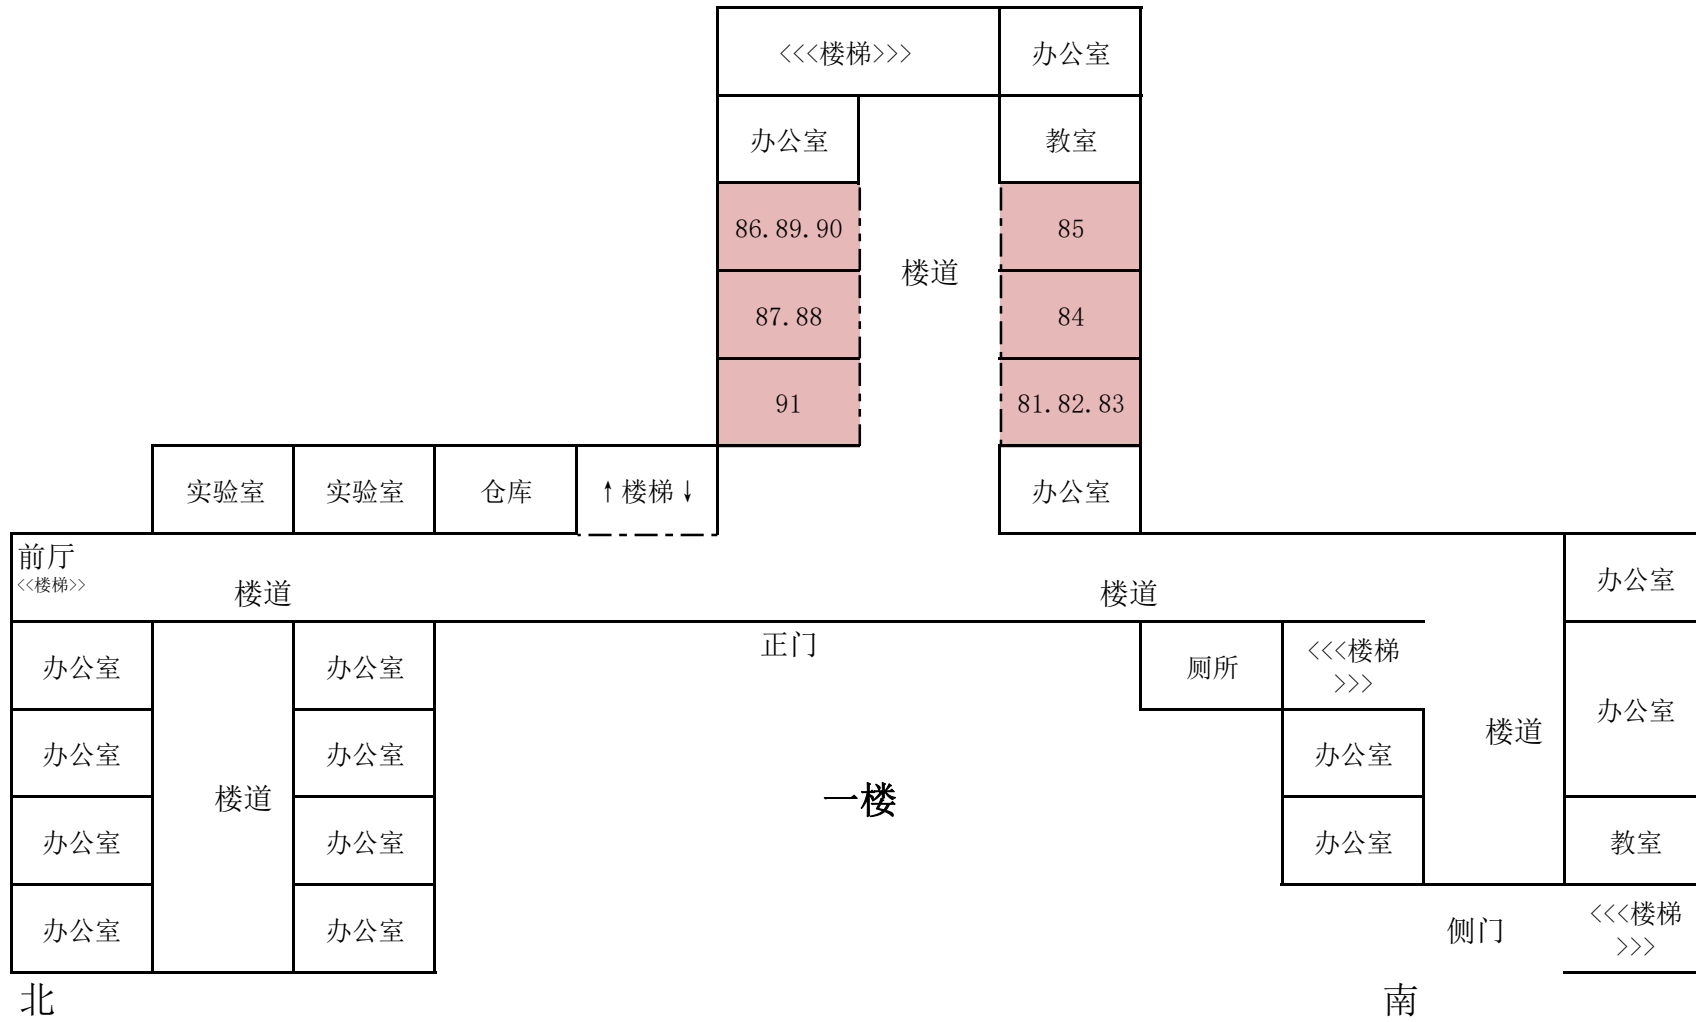 <<<楼梯>>>
办公室
办公室
教室
86.89.90
85
楼道
87.88
84
91
81.82.83
实验室
实验室
仓库
↑楼梯↓
办公室
前厅
<<楼梯>>
楼道
楼道
办公室
正门
办公室
办公室
厕所
<<<楼梯
>>>
办公室
办公室
办公室
办公室
楼道
楼道
一楼
办公室
办公室
办公室
教室
办公室
办公室
侧门
<<<楼梯
>>>
北
南